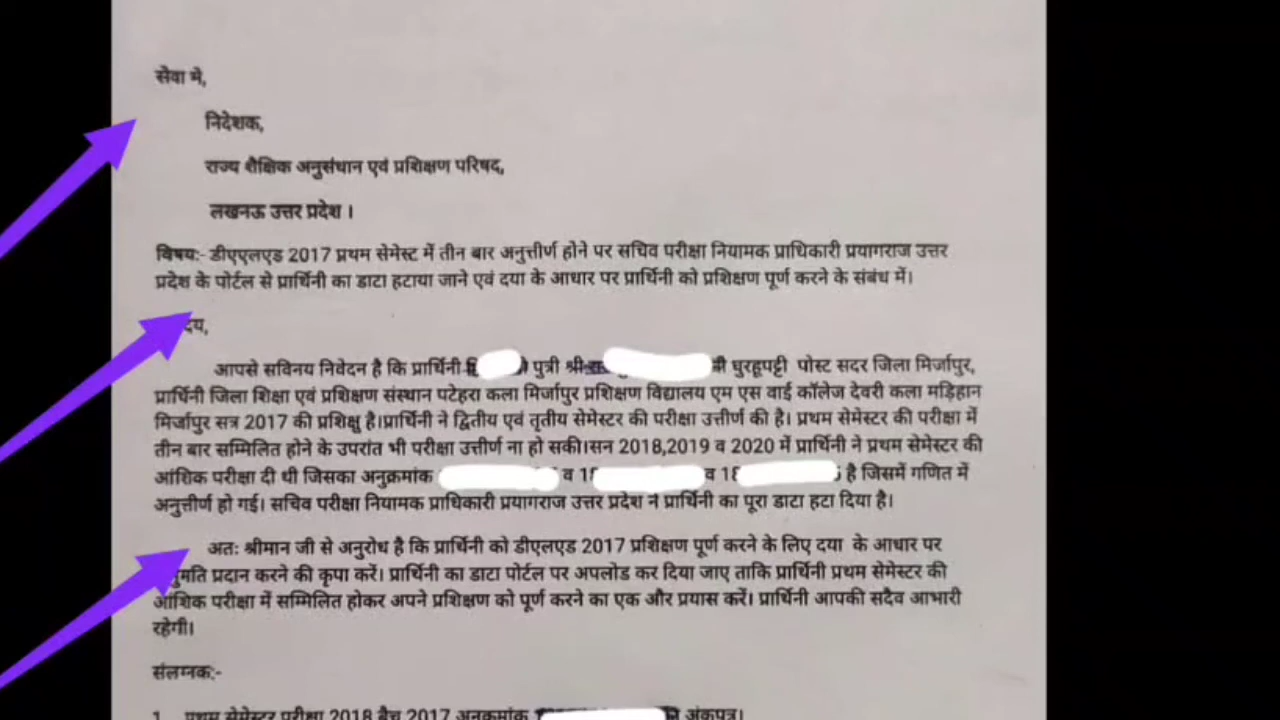 सेवा मे,
निदेशक,
राज्य शैक्षिक अनुसंधान एवं प्रशिक्षण परिषद,
लखनऊ उत्तर प्रदेश ।
विषय:- डीएएलएड 2017 प्रथम सेमेस्ट में तीन बार अनुत्तीर्ण होने पर सचिव परीक्षा नियामक प्राधिकारी प्रयागराज उत्तर
प्रदेश के पोर्टल से प्रार्थिनी का डाटा हटाया जाने एवं दया के आधार पर प्रार्थिनी को प्रशिक्षण पूर्ण करने के संबंध में।
दय,
आपसे सविनय निवेदन है कि प्रार्थिनी पुत्री श्री घुरहूपट्टी पोस्ट सदर जिला मिर्जापुर,
प्रार्थिनी जिला शिक्षा एवं प्रशिक्षण संस्थान पटेहरा कला मिर्जापुर प्रशिक्षण विद्यालय एम एस वाई कॉलेज देवरी कला मड़िहान
मिर्जापुर सत्र 2017 की प्रशिक्षु है।प्रार्थिनी ने द्वितीय एवं तृतीय सेमेस्टर की परीक्षा उत्तीर्ण की है। प्रथम सेमेस्टर की परीक्षा में
तीन बार सम्मिलित होने के उपरांत भी परीक्षा उत्तीर्ण ना हो सकी।सन 2018,2019 व 2020 में प्रार्थिनी ने प्रथम सेमेस्टर की
आंशिक परीक्षा दी थी जिसका अनुक्रमांक व 18 व 18 है जिसमें गणित में
अनुत्तीर्ण हो गई। सचिव परीक्षा नियामक प्राधिकारी प्रयागराज उत्तर प्रदेश ने प्रार्थिनी का पूरा डाटा हटा दिया है।
अतः श्रीमान जी से अनुरोध है कि प्रार्थिनी को डीएलएड 2017 प्रशिक्षण पूर्ण करने के लिए दया के आधार पर
नुमति प्रदान करने की कृपा करें। प्रार्थिनी का डाटा पोर्टल पर अपलोड कर दिया जाए ताकि प्रार्थिनी प्रथम सेमेस्टर की
आंशिक परीक्षा में सम्मिलित होकर अपने प्रशिक्षण को पूर्ण करने का एक और प्रयास करें। प्रार्थिनी आपकी सदैव आभारी
रहेगी।
संलग्नक:-
1. प्रथम सेमेस्टर परीक्षा 2018 बैच 2017 अनुक्रमांक अंकपत्र।